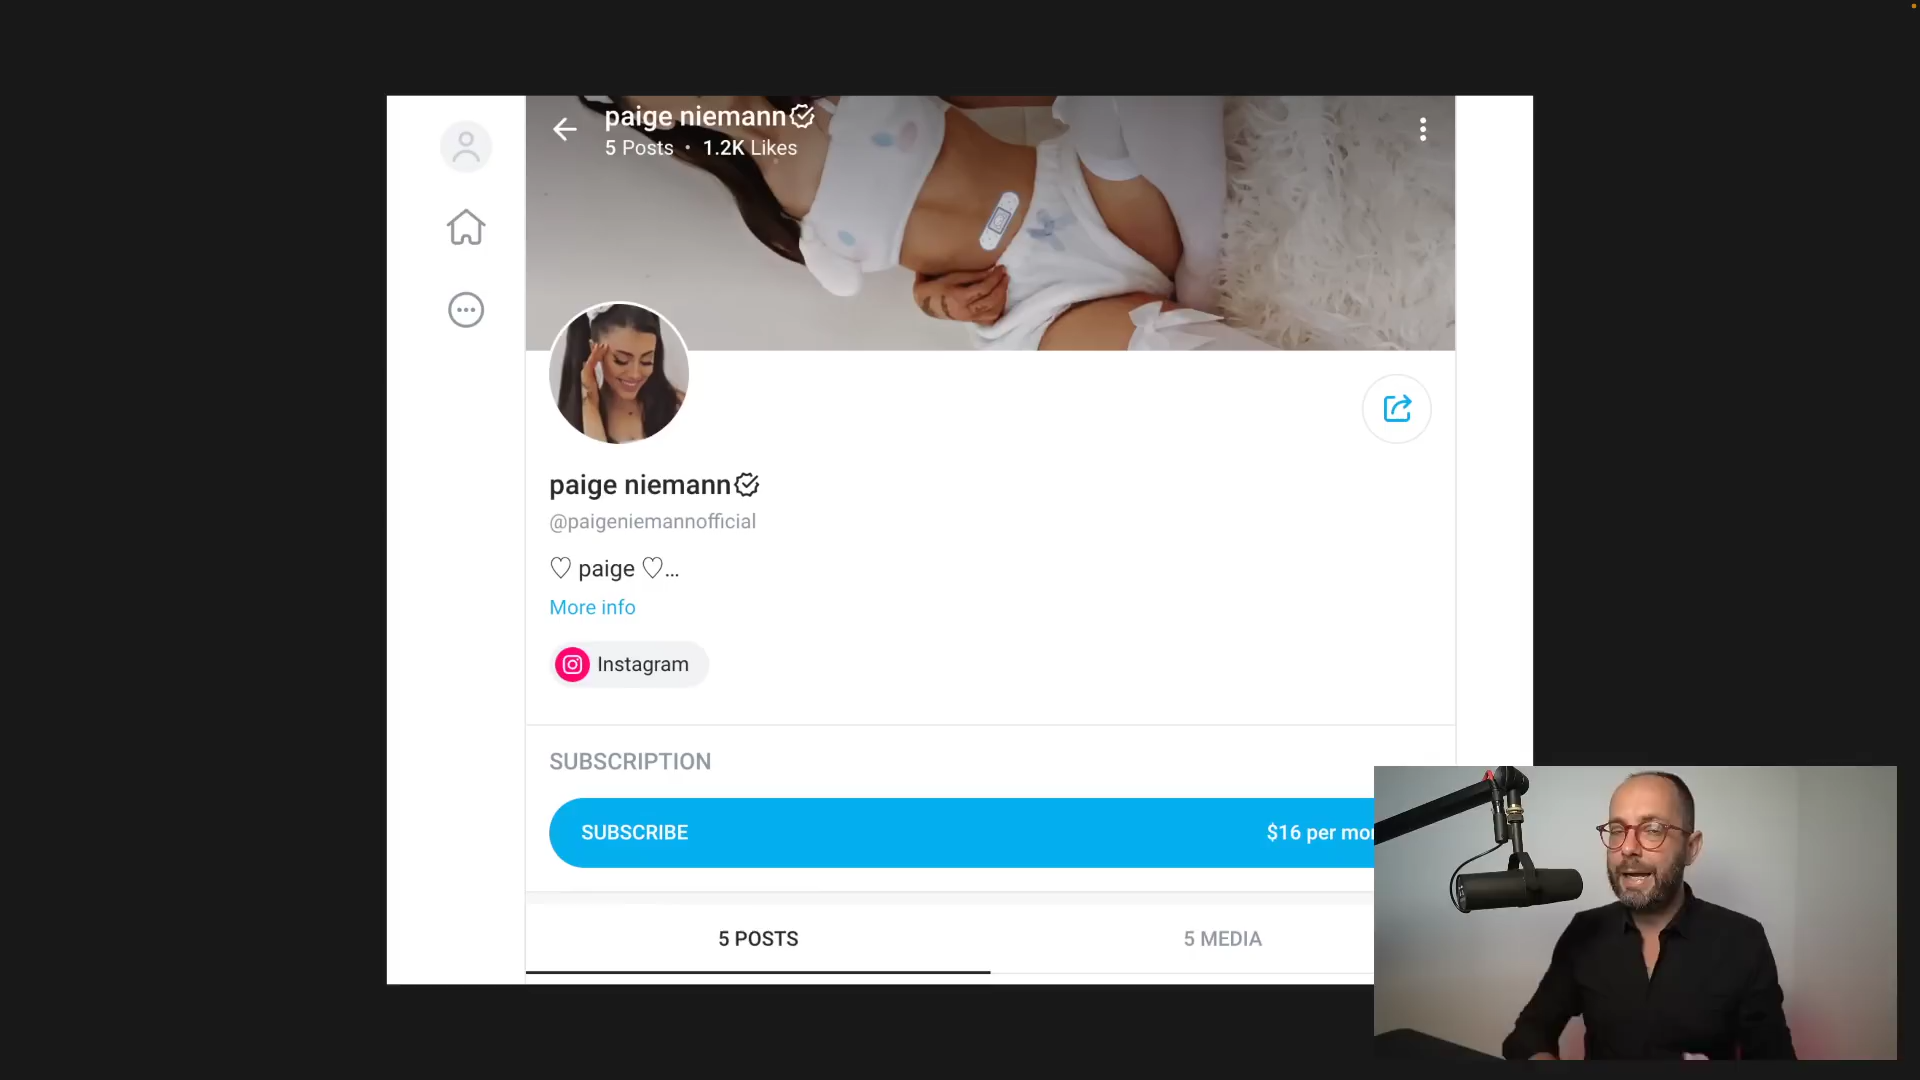 paige niemann
5 Posts • 1.2K Likes
paige niemann
@paigeniemannofficial
♡ paige ♡...
More info
Instagram
SUBSCRIPTION
SUBSCRIBE
$16 per
5 POSTS
5 MEDIA